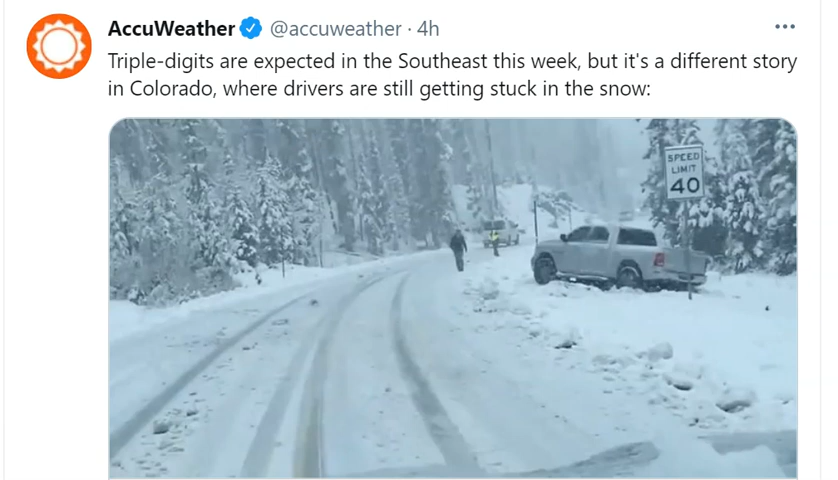 AccuWeather @accuweather · 4h
Triple-digits are expected in the Southeast this week, but it's a different story
in Colorado, where drivers are still getting stuck in the snow:
SPEED
LIMIT
40